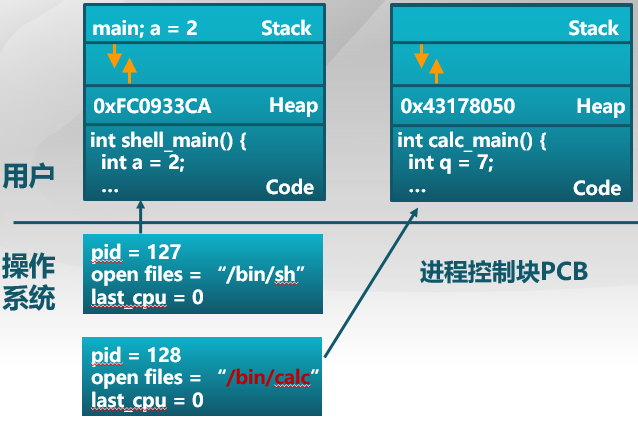 main; a = 2 Stack
0xFC0933CA Heap
int shell_main() {
int a = 2;
... Code
Stack
0x43178050 Heap
int calc_main() {
int q = 7;
... Code
用户
操作
系统
pid = 127
open files = “/bin/sh”
last_cpu = 0
进程控制块PCB
pid = 128
open files = “/bin/calc”
last_cpu = 0